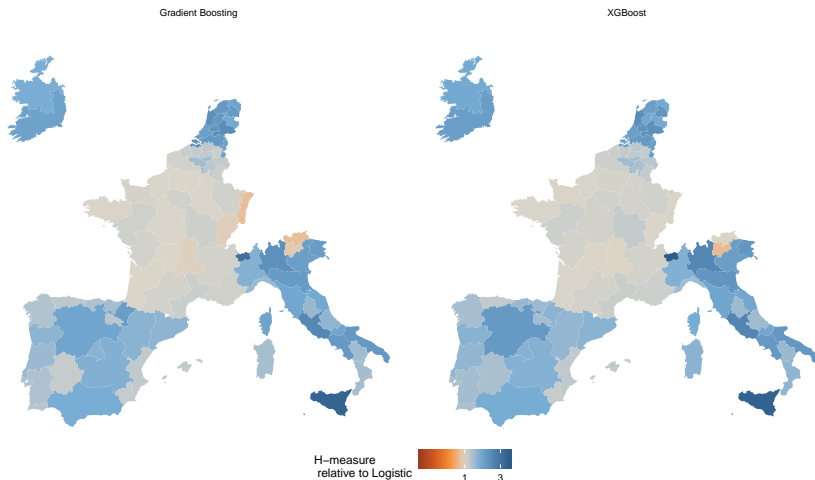 Gradient Boosting
XGBoost
H−measure
relative to Logistic
1 3